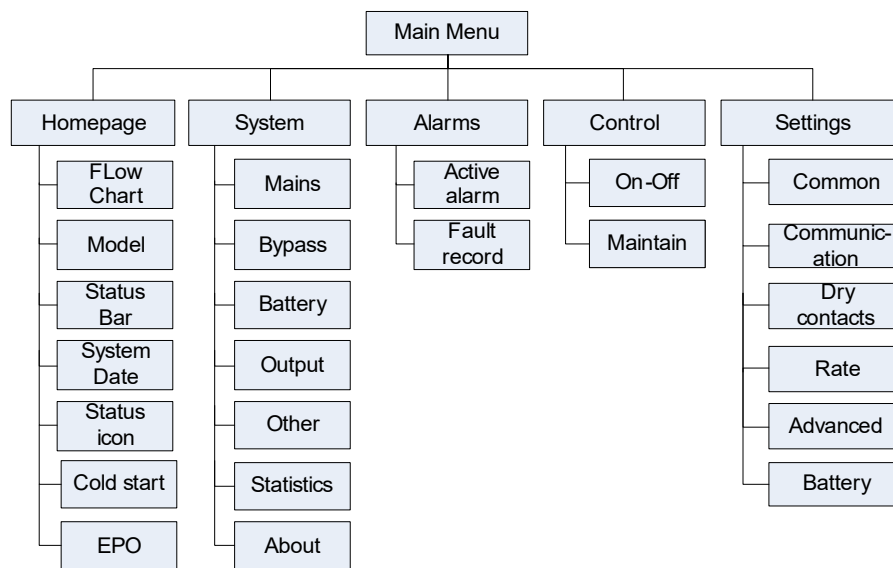 Main Menu
Homepage
System
Alarms
Control
Settings
FLow
Chart
Model
Status
Bar
System
Date
Status
icon
Cold start
EPO
Mains
Bypass
Battery
Output
Other
Statistics
About
Active
alarm
Fault
record
On-Off
Maintain
Common
Communic-
ation
Dry
contacts
Rate
Advanced
Battery